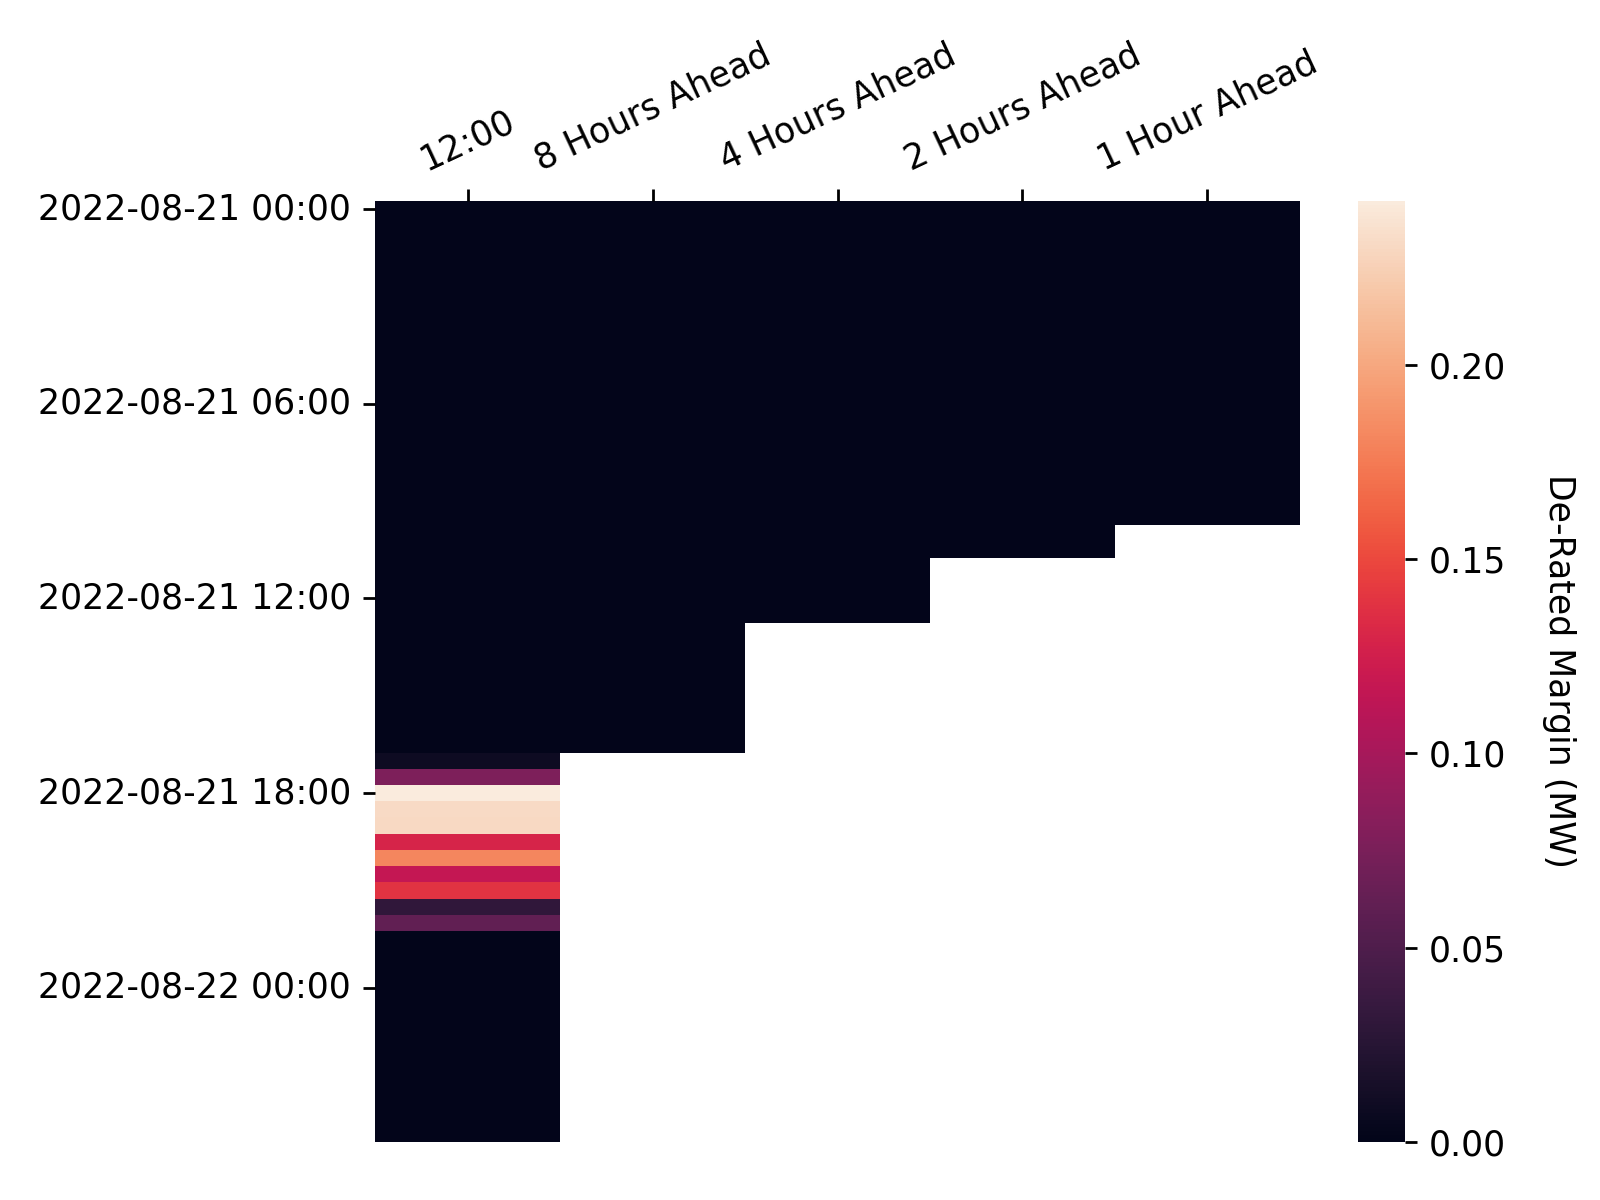 12:00
8 Hours Ahead
4 Hours Ahead
2 Hours Ahead
1 Hour Ahead
2022-08-21 00:00
2022-08-21 06:00
2022-08-21 12:00
2022-08-21 18:00
2022-08-22 00:00
0.20
0.15
0.10
0.05
0.00
De-Rated Margin (MW)